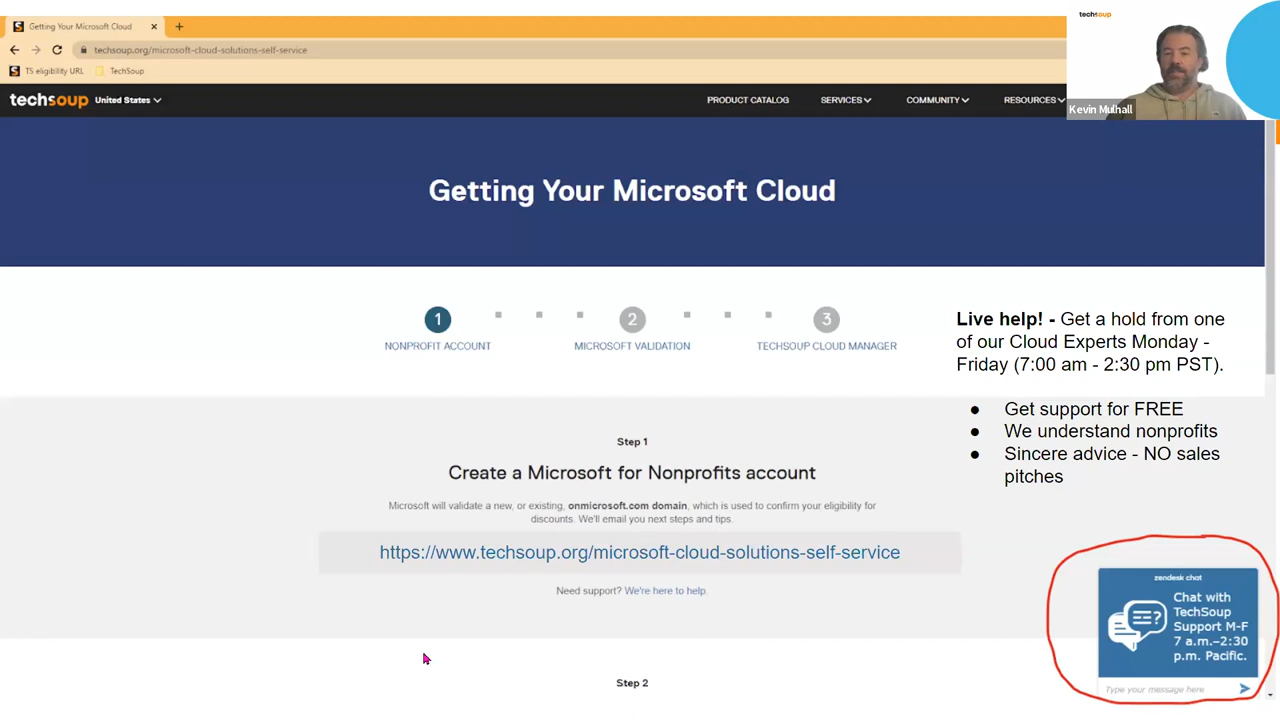 techsoup
Getting Your Microsoft Cloud
techsoup.org/microsoft-cloud-solutions-self-service
TS eligibility URL
TechSoup
Kevin Mulhall
techsoup United States
PRODUCT CATALOG SERVICES COMMUNITY RESOURCES
Getting Your Microsoft Cloud
1 2 3
NONPROFIT ACCOUNT MICROSOFT VALIDATION TECHSOUP CLOUD MANAGER
Live help! - Get a hold from one
of our Cloud Experts Monday -
Friday (7:00 am - 2:30 pm PST).
● Get support for FREE
● We understand nonprofits
● Sincere advice - NO sales
pitches
Step 1
Create a Microsoft for Nonprofits account
Microsoft will validate a new, or existing, onmicrosoft.com domain, which is used to confirm your eligibility for
discounts. We'll email you next steps and tips.
https://www.techsoup.org/microsoft-cloud-solutions-self-service
Need support? We're here to help.
Step 2
zendesk chat
Chat with
TechSoup
Support M-F
7 a.m.–2:30
p.m. Pacific.
Type your message here